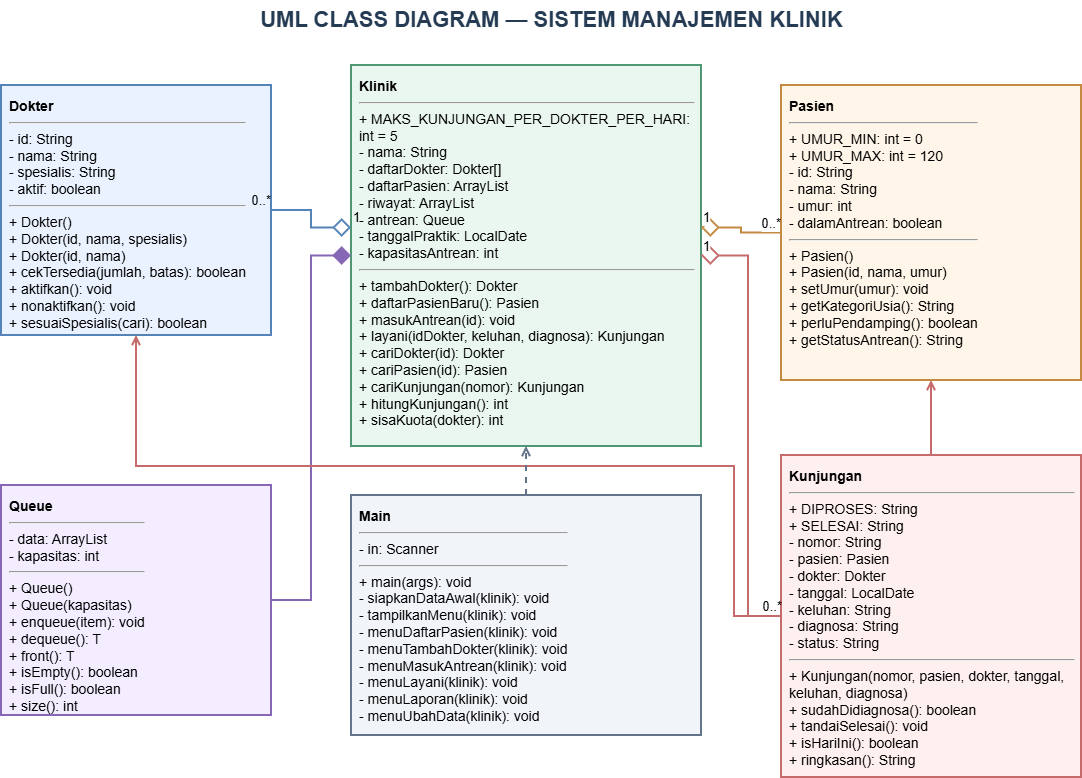 UML CLASS DIAGRAM — SISTEM MANAJEMEN KLINIK
Dokter
- id: String
- nama: String
- spesialis: String
- aktif: boolean
+ Dokter()
+ Dokter(id, nama, spesialis)
+ Dokter(id, nama)
+ cekTersedia(jumlah, batas): boolean
+ aktifkan(): void
+ nonaktifkan(): void
+ sesuaiSpesialis(cari): boolean
0..*
1
Klinik
+ MAKS_KUNJUNGAN_PER_DOKTER_PER_HARI:
int = 5
- nama: String
- daftarDokter: Dokter[]
- daftarPasien: ArrayList
- riwayat: ArrayList
- antrean: Queue
- tanggalPraktik: LocalDate
- kapasitasAntrean: int
+ tambahDokter(): Dokter
+ daftarPasienBaru(): Pasien
+ masukAntrean(id): void
+ layani(idDokter, keluhan, diagnosa): Kunjungan
+ cariDokter(id): Dokter
+ cariPasien(id): Pasien
+ cariKunjungan(nomor): Kunjungan
+ hitungKunjungan(): int
+ sisaKuota(dokter): int
1
0..*
1
0..*
Pasien
+ UMUR_MIN: int = 0
+ UMUR_MAX: int = 120
- id: String
- nama: String
- umur: int
- dalamAntrean: boolean
+ Pasien()
+ Pasien(id, nama, umur)
+ setUmur(umur): void
+ getKategoriUsia(): String
+ perluPendamping(): boolean
+ getStatusAntrean(): String
Queue
- data: ArrayList
- kapasitas: int
+ Queue()
+ Queue(kapasitas)
+ enqueue(item): void
+ dequeue(): T
+ front(): T
+ isEmpty(): boolean
+ isFull(): boolean
+ size(): int
Main
- in: Scanner
+ main(args): void
- siapkanDataAwal(klinik): void
- tampilkanMenu(klinik): void
- menuDaftarPasien(klinik): void
- menuTambahDokter(klinik): void
- menuMasukAntrean(klinik): void
- menuLayani(klinik): void
- menuLaporan(klinik): void
- menuUbahData(klinik): void
Kunjungan
+ DIPROSES: String
+ SELESAI: String
- nomor: String
- pasien: Pasien
- dokter: Dokter
- tanggal: LocalDate
- keluhan: String
- diagnosa: String
- status: String
+ Kunjungan(nomor, pasien, dokter, tanggal,
keluhan, diagnosa)
+ sudahDidiagnosa(): boolean
+ tandaiSelesai(): void
+ isHariIni(): boolean
+ ringkasan(): String